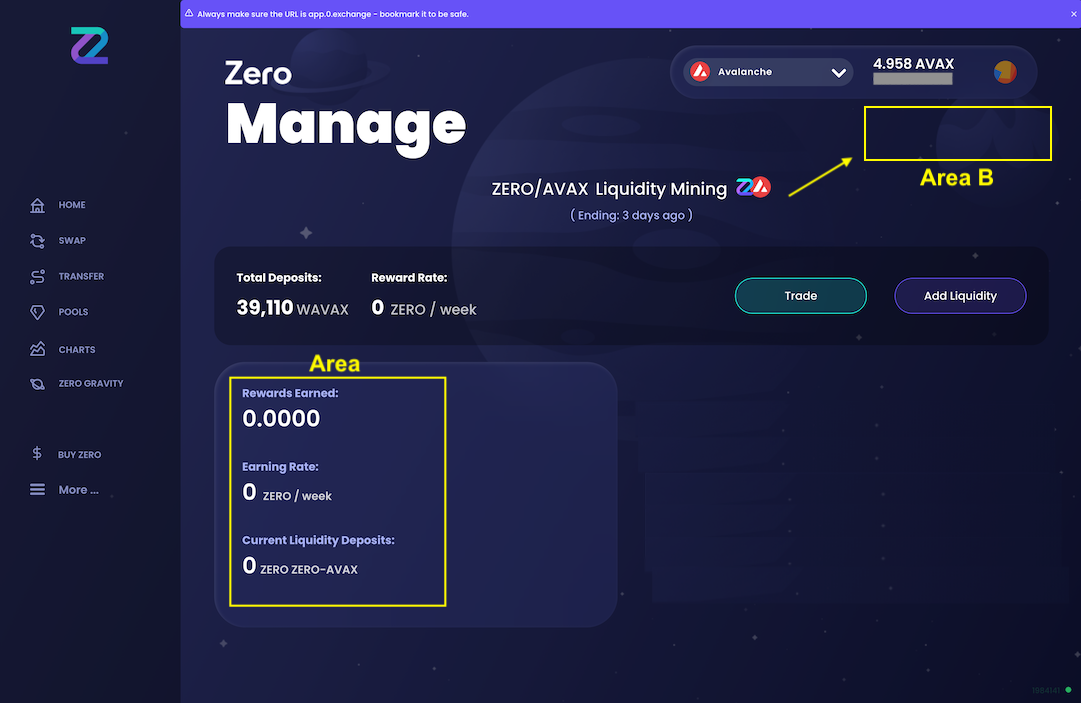 Always make sure the URL is app.0.exchange - bookmark it to be safe.
Zero
Manage
Avalanche
4.958 AVAX
Area B
ZERO/AVAX Liquidity Mining
( Ending: 3 days ago )
HOME
SWAP
TRANSFER
POOLS
CHARTS
ZERO GRAVITY
BUY ZERO
More ...
Total Deposits:
39,110 WAVAX
Reward Rate:
0 ZERO / week
Trade
Add Liquidity
Area
Rewards Earned:
0.0000
Earning Rate:
0 ZERO / week
Current Liquidity Deposits:
0 ZERO ZERO-AVAX